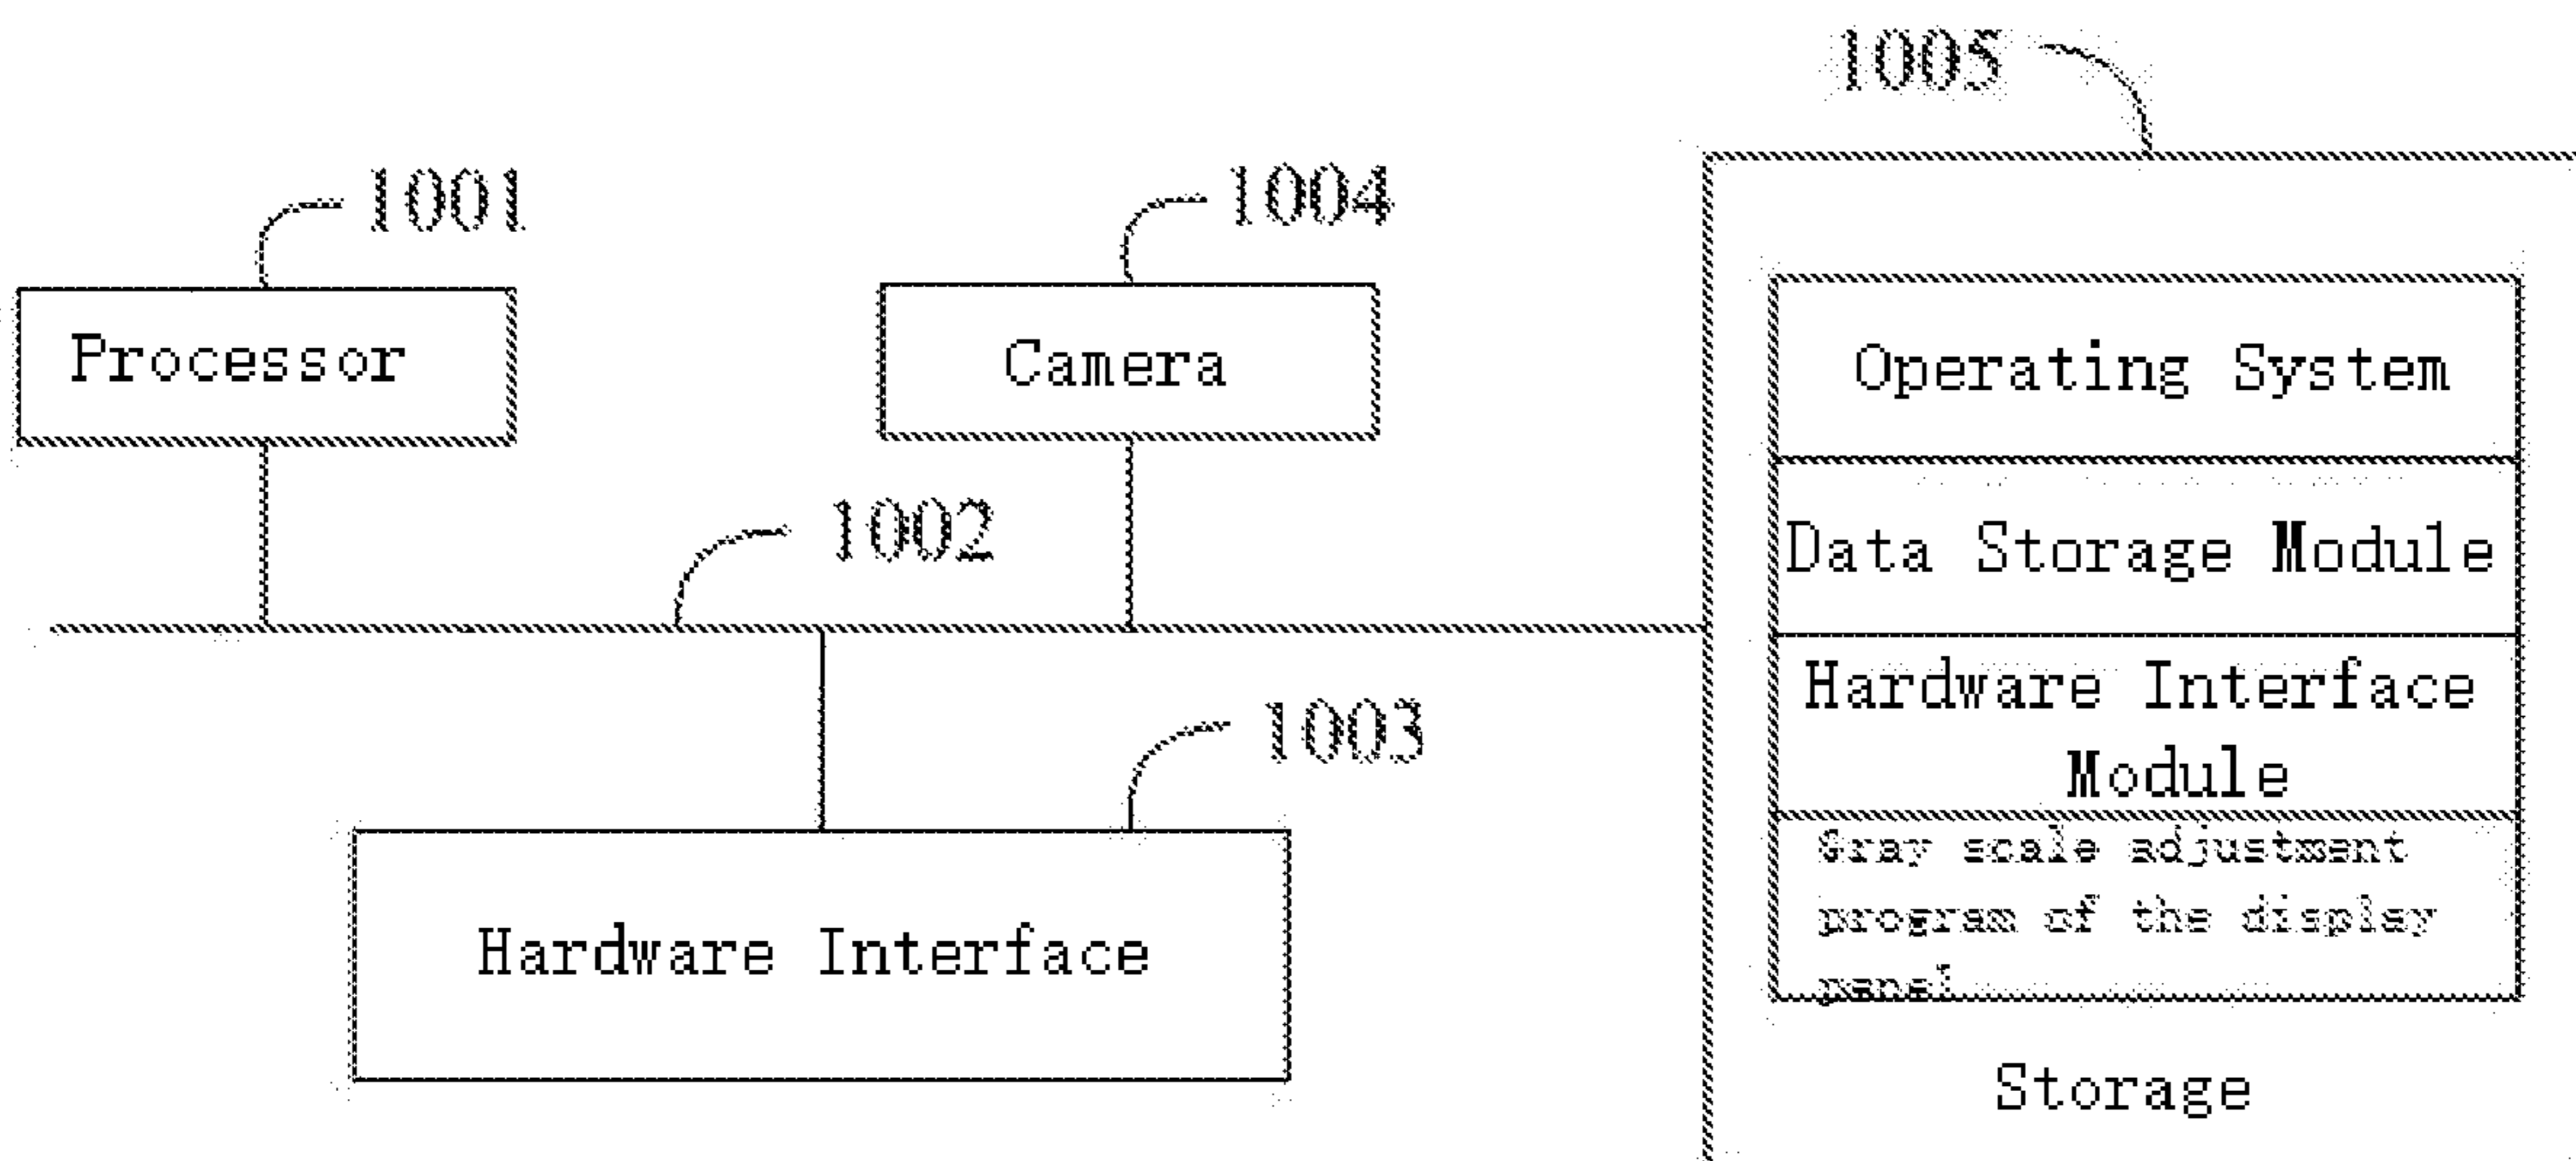 1005
1001
1004
Processor
Camera
Operating System
1002
Data Storage Module
Hardware Interface
Module
1003
Gray scale adjustment
program of the display
panel
Hardware Interface
Storage